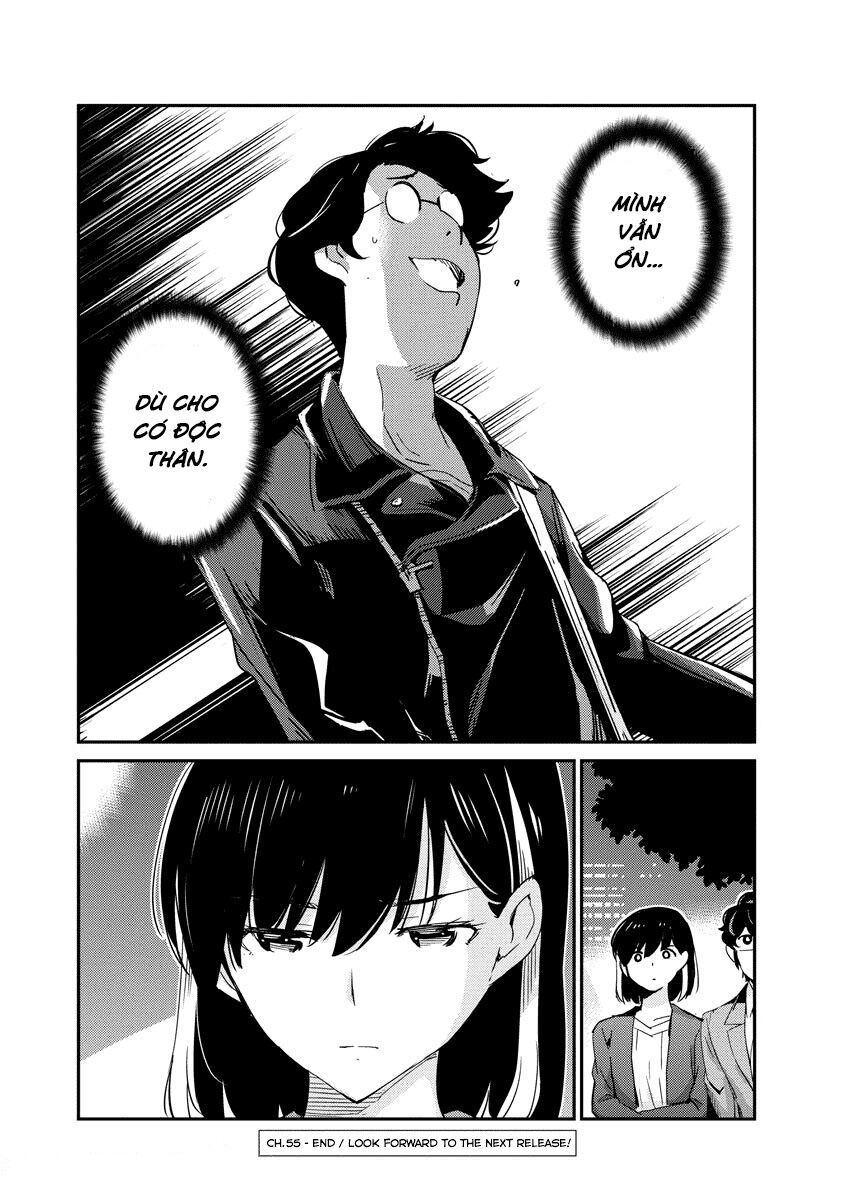 MÌNH
VẪN
ỔN...
DÙ CHO
CÓ ĐỘC
THÂN.
CH.55 - END / LOOK FORWARD TO THE NEXT RELEASE!